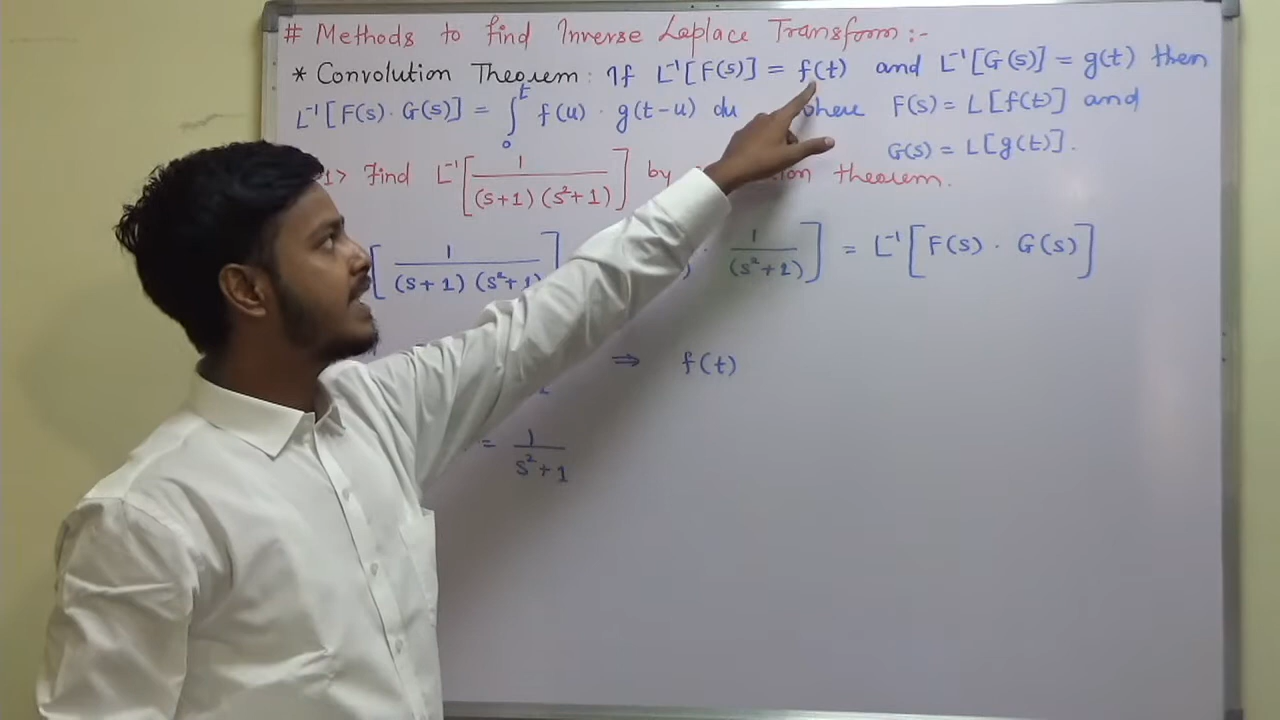 # Methods to find Inverse Laplace Transform :-
* Convolution Theorem : If L⁻¹[F(s)] = f(t) and L⁻¹[G(s)] = g(t) then
L⁻¹[F(s) · G(s)] = ∫₀ᵗ f(u) · g(t-u) du where F(s) = L[f(t)] and
G(s) = L[g(t)].
1> Find L⁻¹[1/((s+1)(s²+1))] by theorem.
[1/((s+1)(s²+1))] · 1/(s²+1)] = L⁻¹[F(s) · G(s)]
⇒ f(t)
= 1/(s²+1)